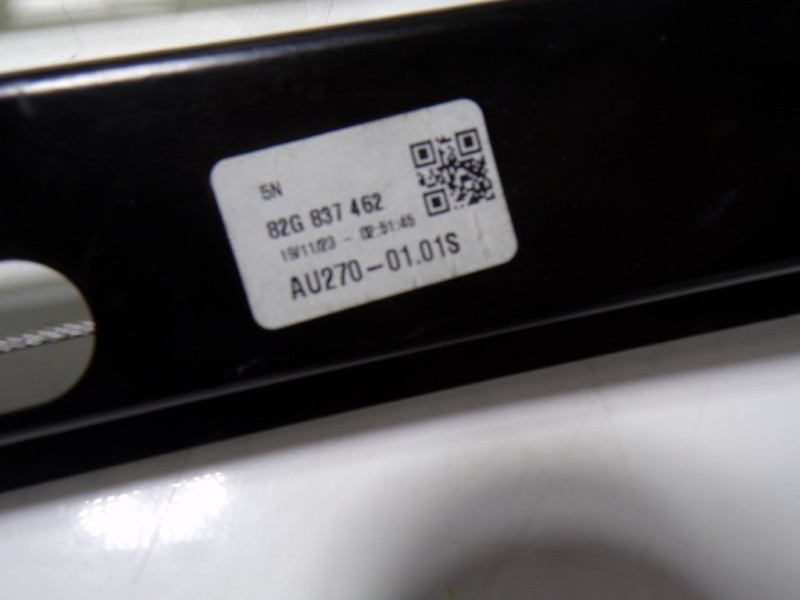 5N
82G 837 462
19/11/23 - 02:51:45
AU270-01.01S